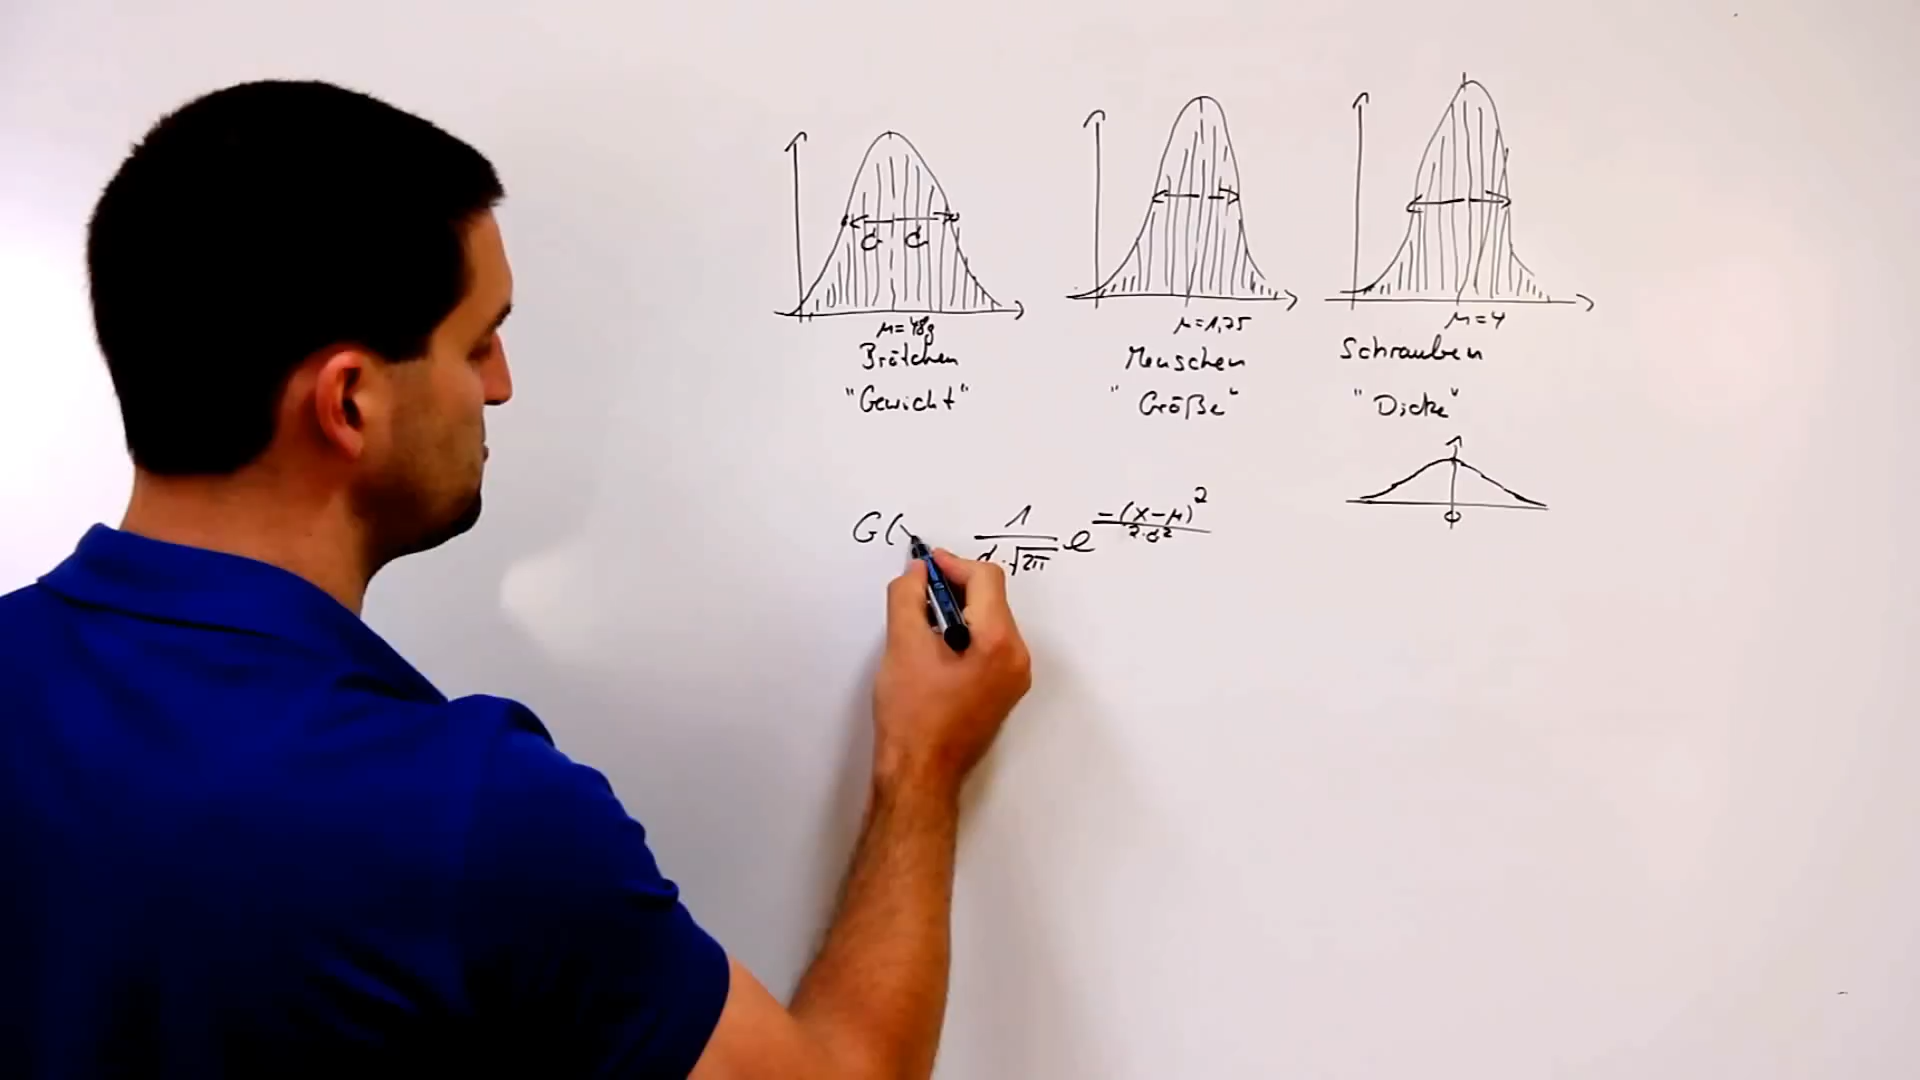 σ σ
μ=48g
Brötchen
"Gewicht"
μ=1,75
Menschen
"Größe"
μ=4
Schrauben
"Dicke"
0
G(x 1/(σ·√2π) · e^(-(x-μ)²/(2·σ²))